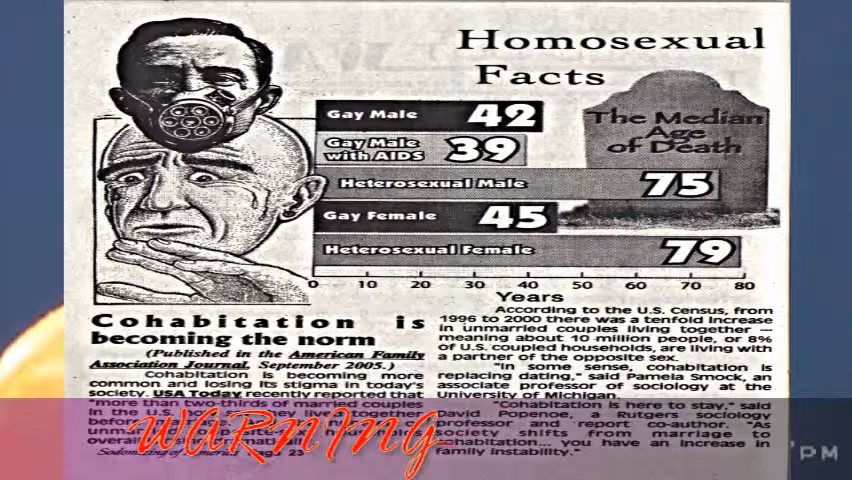 Homosexual
Facts
Gay Male 42
The Median
Age
of Death
Gay Male
with AIDS 39
Heterosexual Male 75
Gay Female 45
Heterosexual Female 79
0 10 20 30 40 50 60 70 80
Years
Cohabitation is
becoming the norm
(Published in the American Family
Association Journal, September 2005.)
Cohabitation is becoming more
common and losing its stigma in today's
society. USA Today recently reported that
"more than two-thirds of married couples
in the U.S. they live together
WARNING
According to the U.S. Census, from
1996 to 2000 there was a tenfold increase
in unmarried couples living together —
meaning about 10 million people, or 8%
of U.S. coupled households, are living with
a partner of the opposite sex.
"In some sense, cohabitation is
replacing dating," said Pamela Smock, an
associate professor of sociology at the
University of Michigan.
"Cohabitation is here to stay," said
David Popenoe, a Rutgers sociology
professor and report co-author. "As
society shifts from marriage to
cohabitation... you have an increase in
family instability."
PM